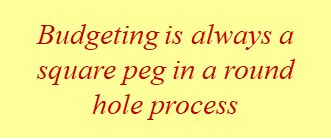 Budgeting is always a
square peg in a round
hole process